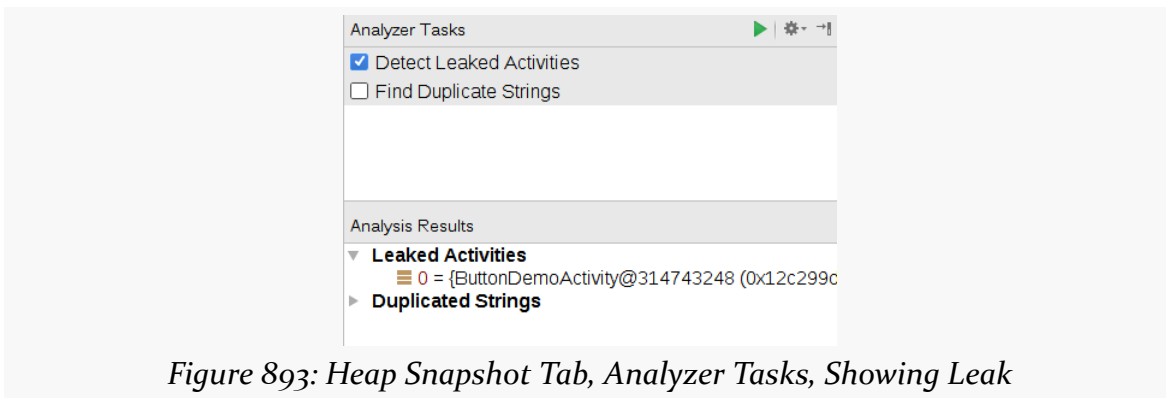 Analyzer Tasks
Detect Leaked Activities
Find Duplicate Strings
Analysis Results
Leaked Activities
0 = {ButtonDemoActivity@314743248 (0x12c299
Duplicated Strings
Figure 893: Heap Snapshot Tab, Analyzer Tasks, Showing Leak